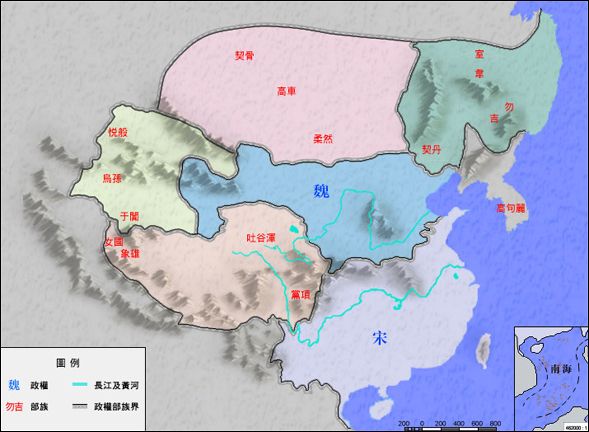 契骨
高車
柔然
室
韋
勿
吉
契丹
悦般
烏孫
于闐
魏
高句麗
女國
象雄
吐谷渾
黨項
宋
圖 例
魏 政權 長江及黃河
勿吉 部族 政權部族界
南海
200 0 200 400 600 800
462000 : 1